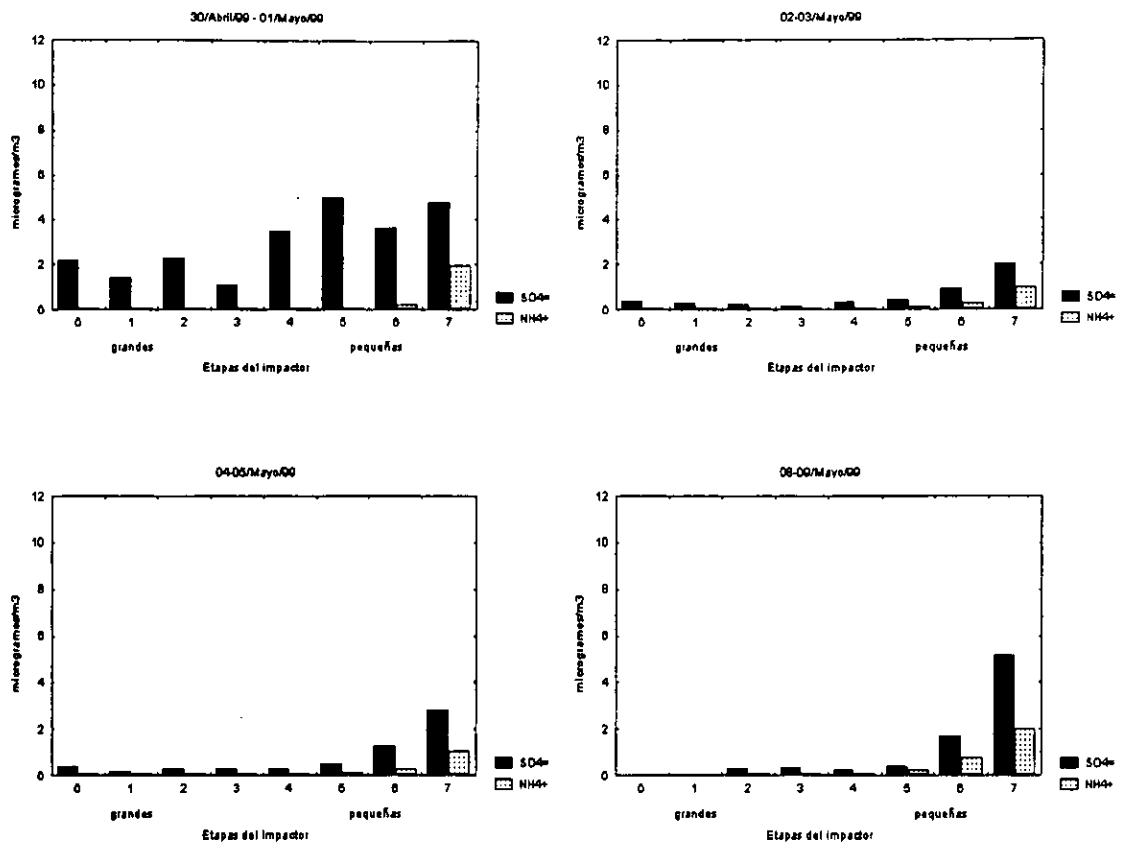 30/Abril/99 - 01/Mayo/99
12
10
8
6
4
2
0
microgramos/m3
0 1 2 3 4 5 6 7
grandes pequeñas
Etapas del impactor
SO4=
NH4+
02-03/Mayo/99
12
10
8
6
4
2
0
microgramos/m3
0 1 2 3 4 5 6 7
grandes pequeñas
Etapas del impactor
SO4=
NH4+
04-05/Mayo/99
12
10
8
6
4
2
0
microgramos/m3
0 1 2 3 4 5 6 7
grandes pequeñas
Etapas del impactor
SO4=
NH4+
08-09/Mayo/99
12
10
8
6
4
2
0
microgramos/m3
0 1 2 3 4 5 6 7
grandes pequeñas
Etapas del impactor
SO4=
NH4+